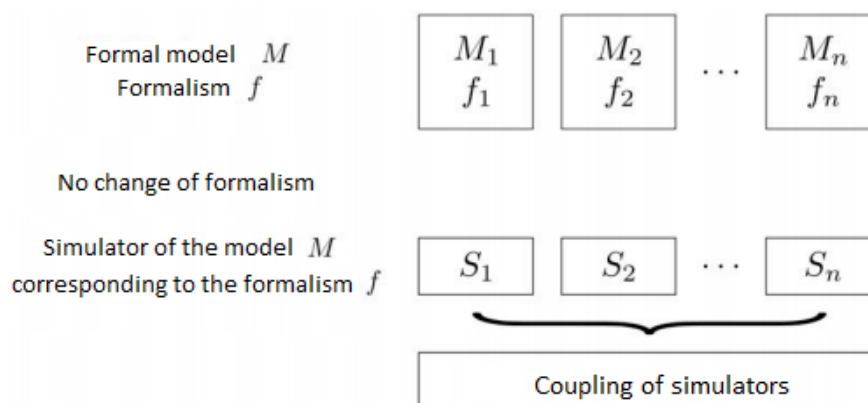 Formal model M
Formalism f
M₁ M₂ ... Mₙ
f₁ f₂ fₙ
No change of formalism
Simulator of the model M
corresponding to the formalism f
S₁ S₂ ... Sₙ
Coupling of simulators